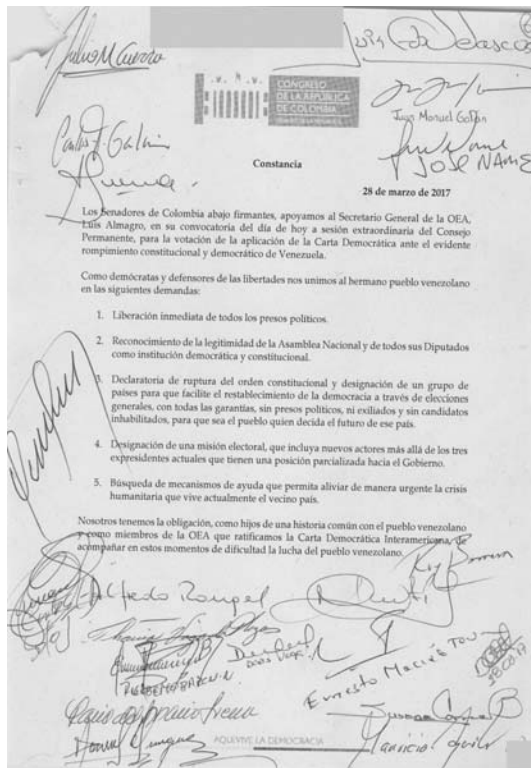 Iván
Velasco
CONGRESO
DE LA REPÚBLICA
DE COLOMBIA
Juan Manuel Galán
Carlos F. Galán
JOSE NAME
Constancia
28 de marzo de 2017
Los Senadores de Colombia abajo firmantes, apoyamos al Secretario General de la OEA,
Luis Almagro, en su convocatoria del día de hoy a sesión extraordinaria del Consejo
Permanente, para la votación de la aplicación de la Carta Democrática ante el evidente
rompimiento constitucional y democrático de Venezuela.
Como demócratas y defensores de las libertades nos unimos al hermano pueblo venezolano
en las siguientes demandas:
1. Liberación inmediata de todos los presos políticos.
2. Reconocimiento de la legitimidad de la Asamblea Nacional y de todos sus Diputados
como institución democrática y constitucional.
3. Declaratoria de ruptura del orden constitucional y designación de un grupo de
países para que facilite el restablecimiento de la democracia a través de elecciones
generales, con todas las garantías, sin presos políticos, ni exiliados y sin candidatos
inhabilitados, para que sea el pueblo quien decida el futuro de ese país.
4. Designación de una misión electoral, que incluya nuevos actores más allá de los tres
expresidentes actuales que tienen una posición parcializada hacia el Gobierno.
5. Búsqueda de mecanismos de ayuda que permita aliviar de manera urgente la crisis
humanitaria que vive actualmente el vecino país.
Nosotros tenemos la obligación, como hijos de una historia común con el pueblo venezolano
y como miembros de la OEA que ratificamos la Carta Democrática Interamericana, de
acompañar en estos momentos de dificultad la lucha del pueblo venezolano.
Alfredo Rangel
Ernesto Macías
AQUÍ VIVE LA DEMOCRACIA